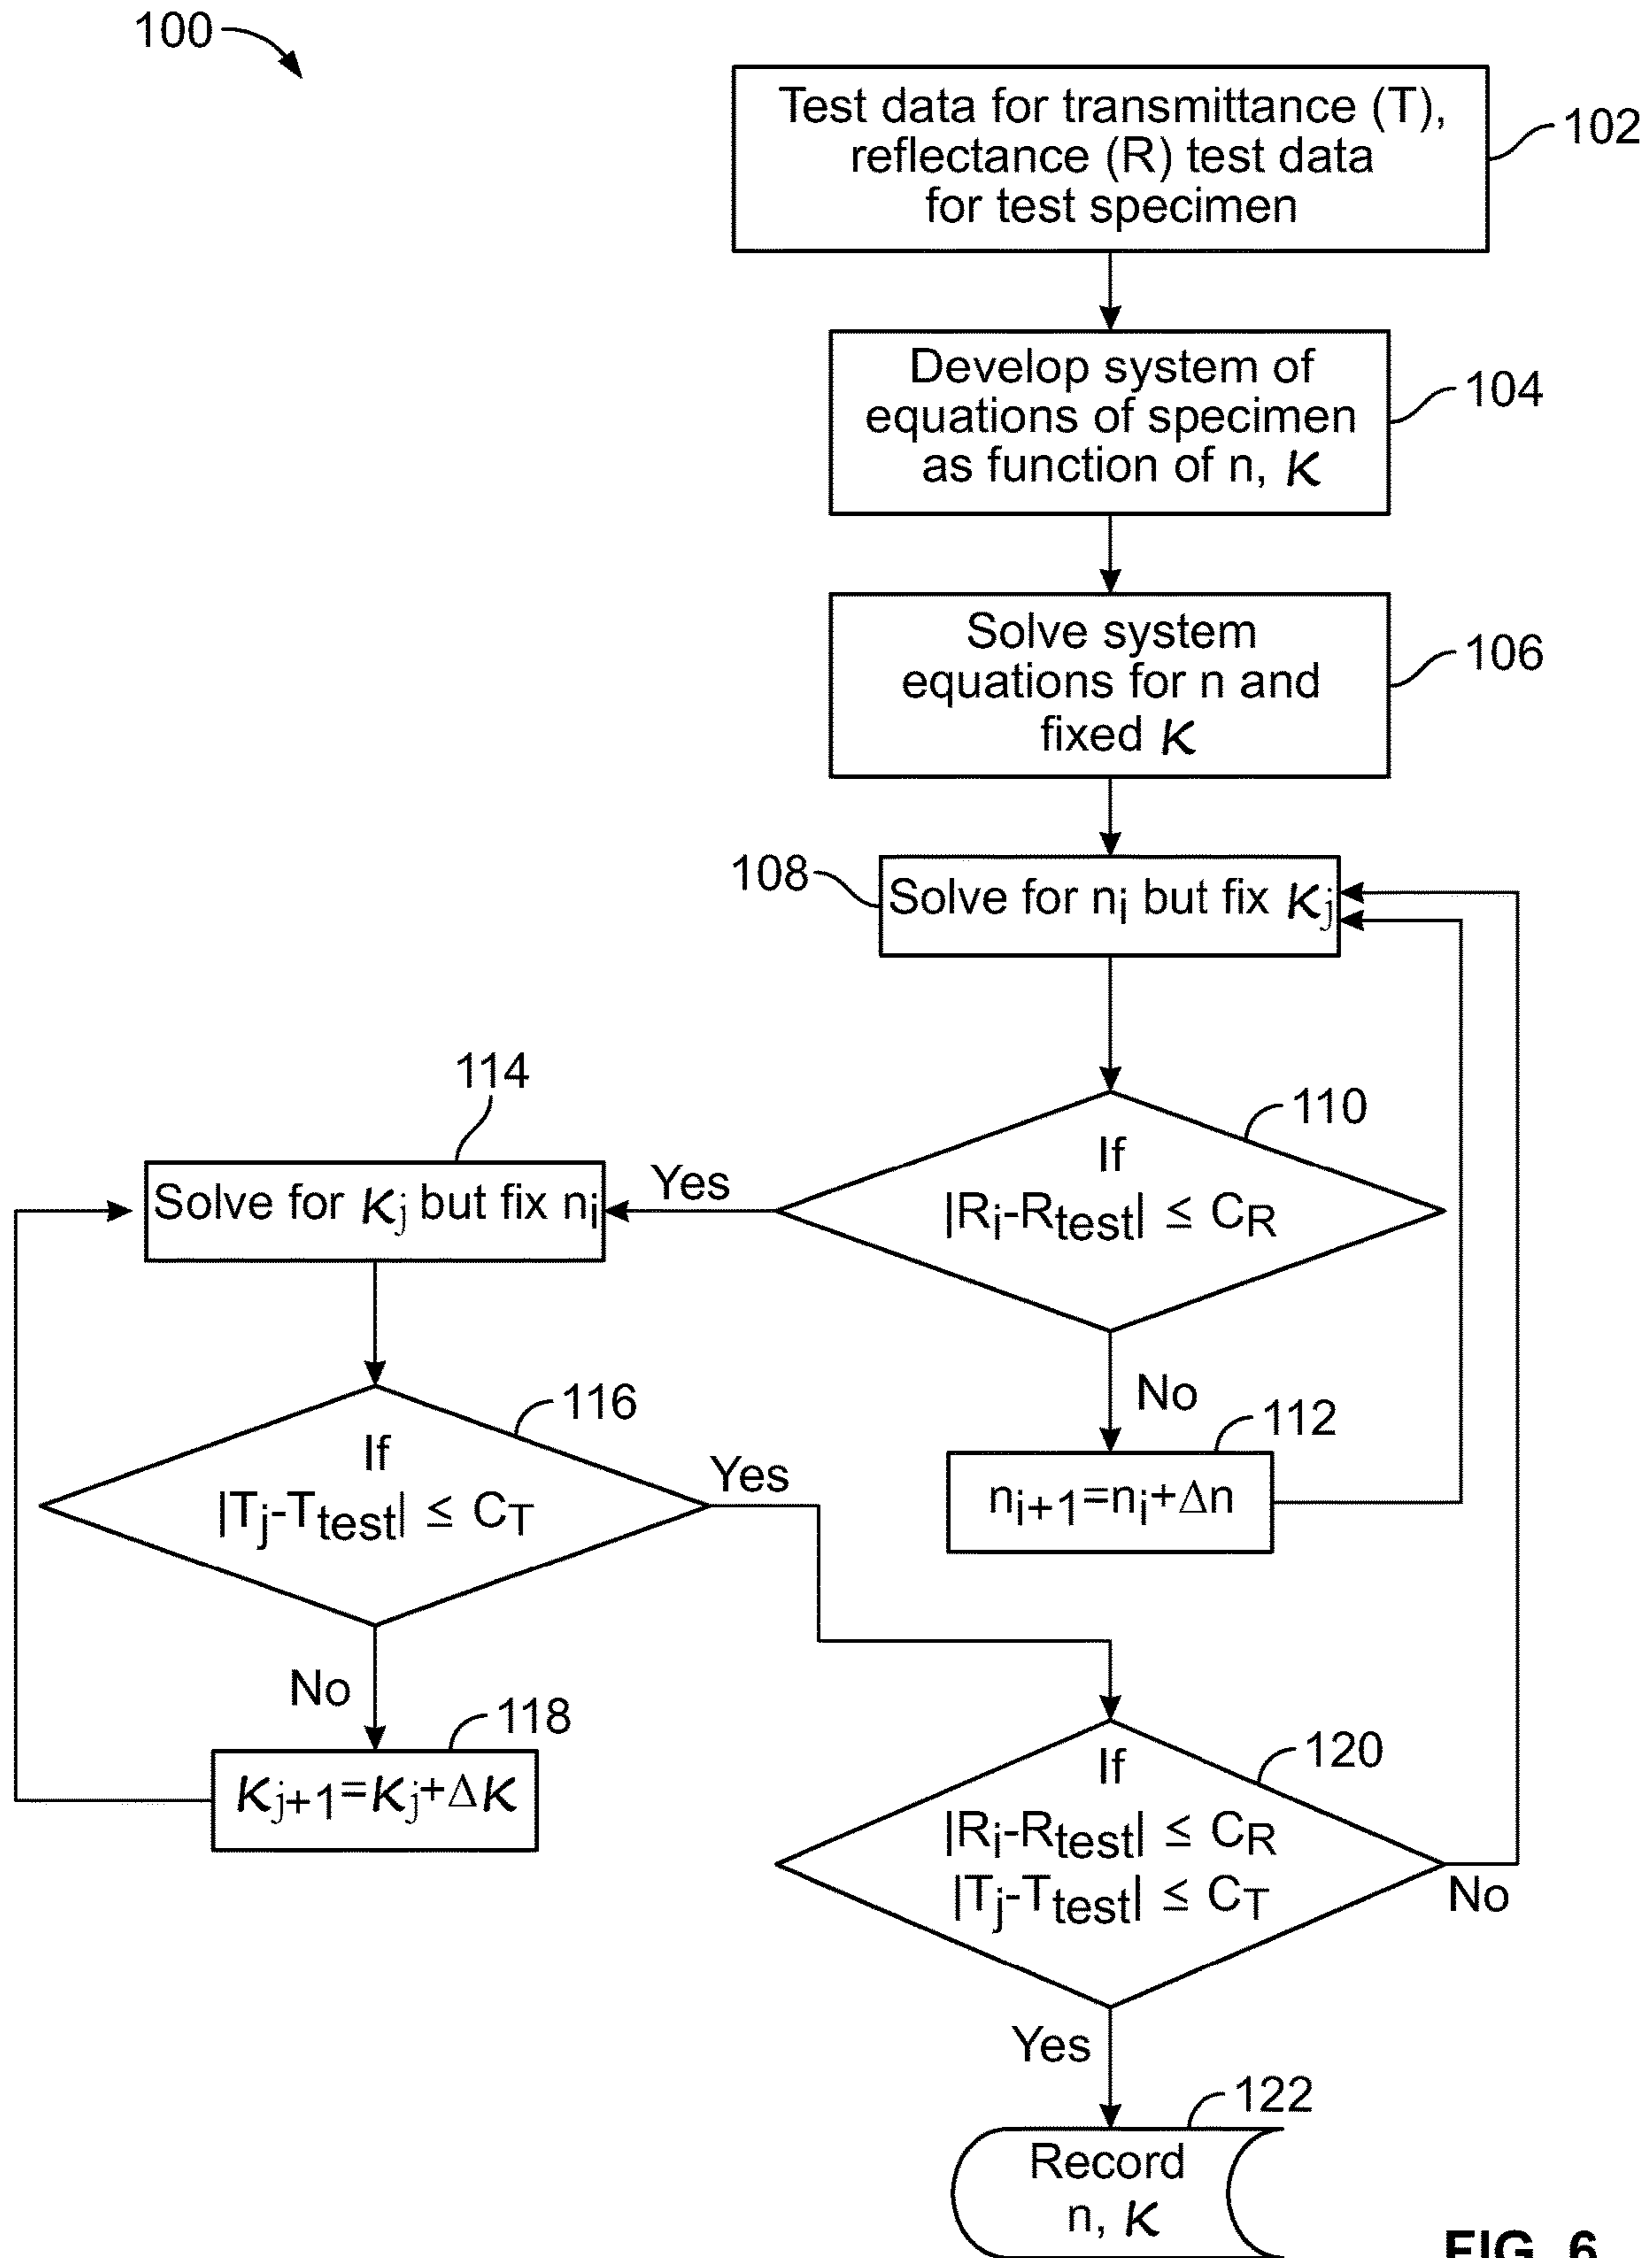 100
Test data for transmittance (T),
reflectance (R) test data
for test specimen
102
Develop system of
equations of specimen
as function of n, κ
104
Solve system
equations for n and
fixed κ
106
108
Solve for ni but fix κj
110
If
|Ri-Rtest| ≤ CR
Yes
No
112
ni+1=ni+Δn
114
Solve for κj but fix ni
116
If
|Tj-Ttest| ≤ CT
Yes
No
118
κj+1=κj+Δκ
120
If
|Ri-Rtest| ≤ CR
|Tj-Ttest| ≤ CT
No
Yes
122
Record
n, κ
FIG. 6